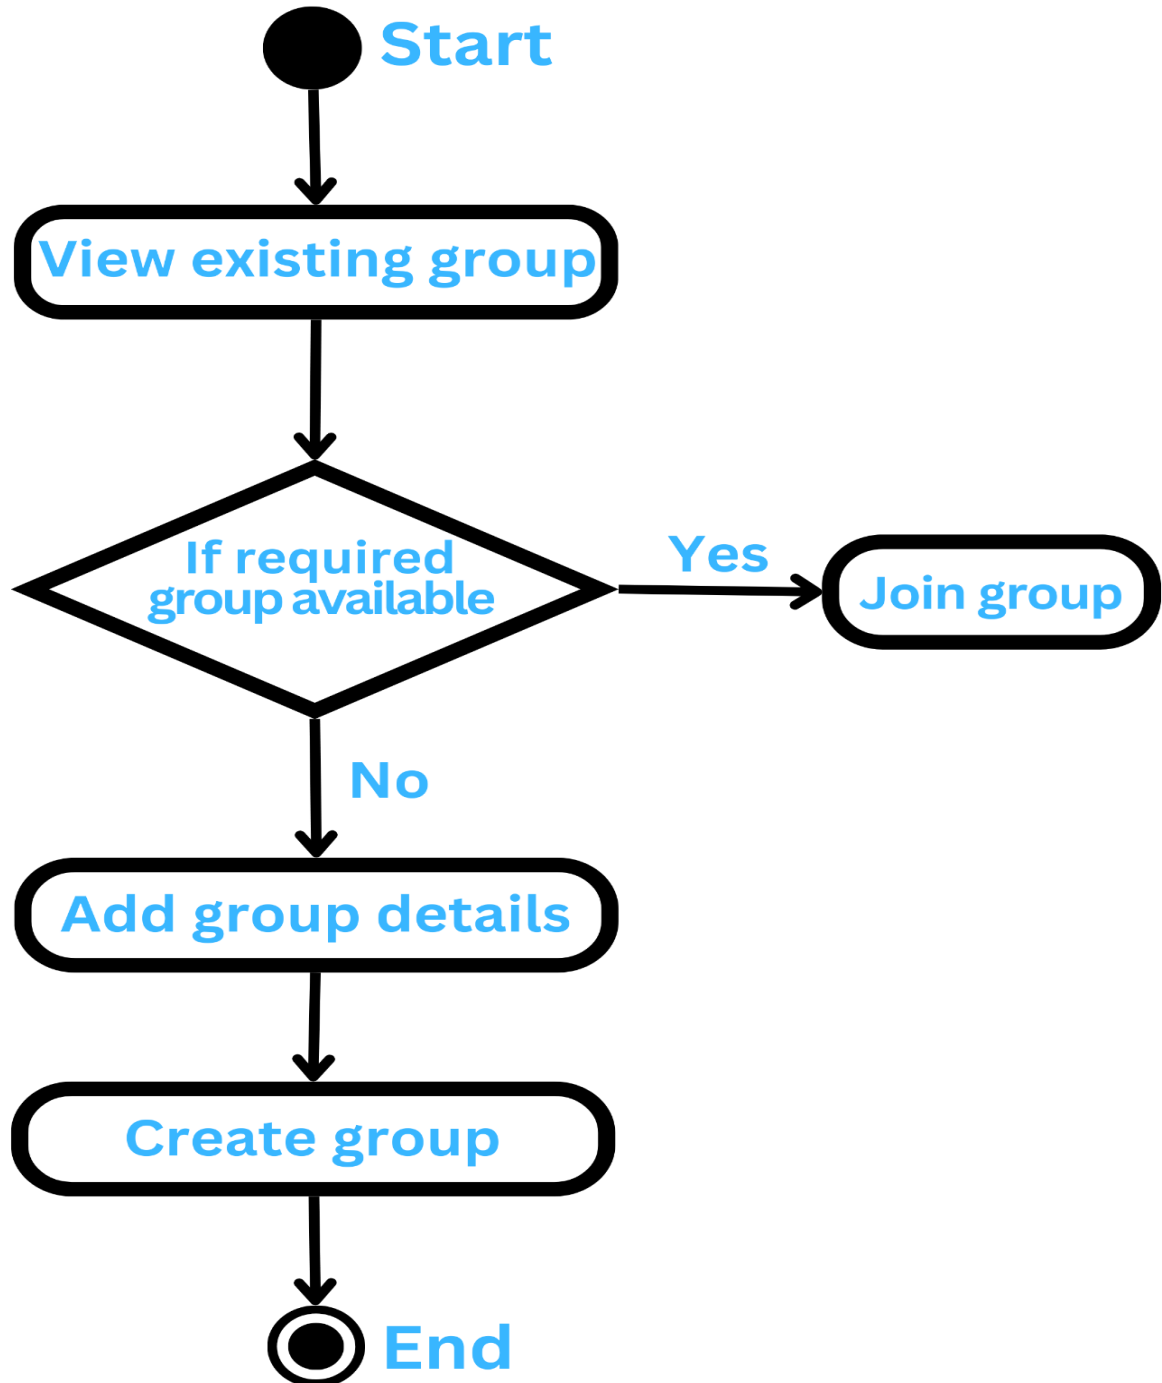 Start
View existing group
If required
group available
Yes
Join group
No
Add group details
Create group
End